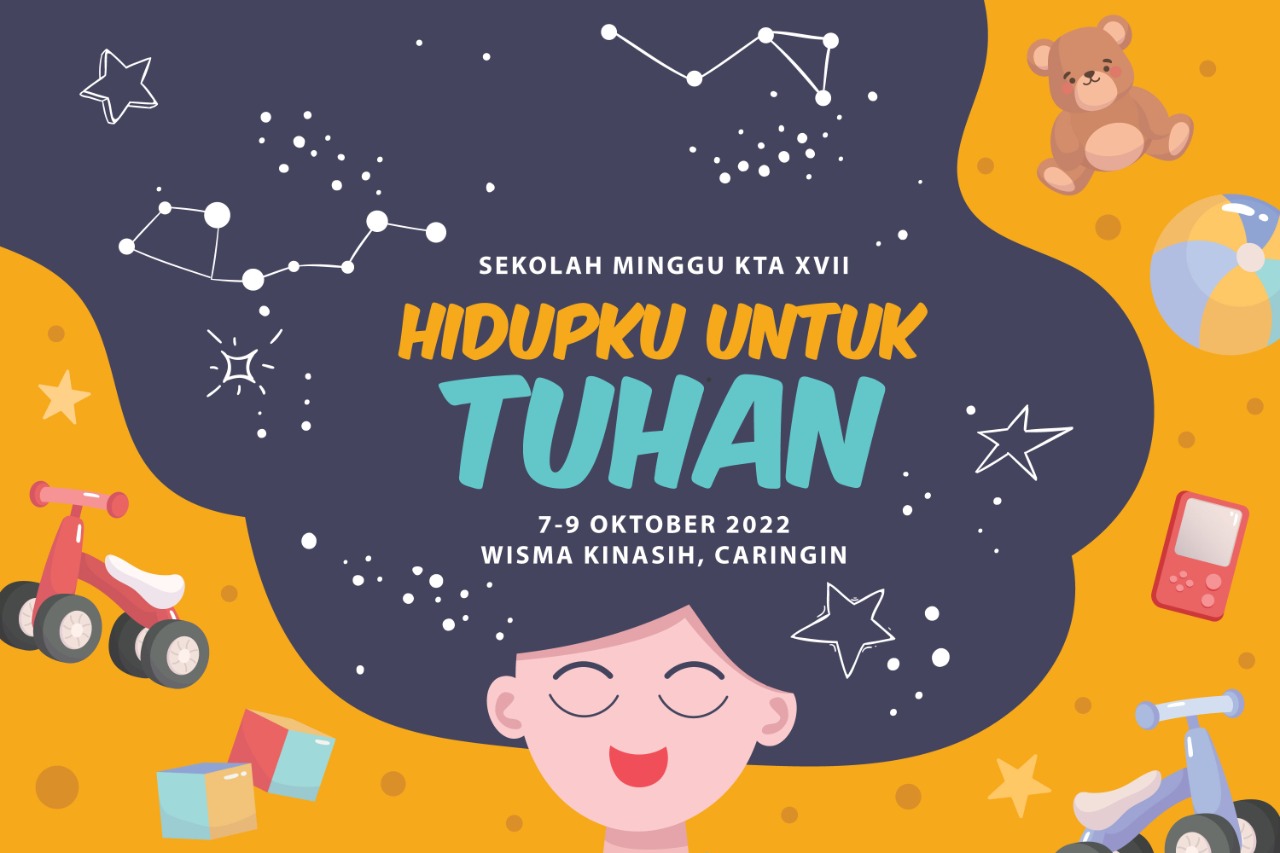 SEKOLAH MINGGU KTA XVII
HIDUPKU UNTUK
TUHAN
7-9 OKTOBER 2022
WISMA KINASIH, CARINGIN